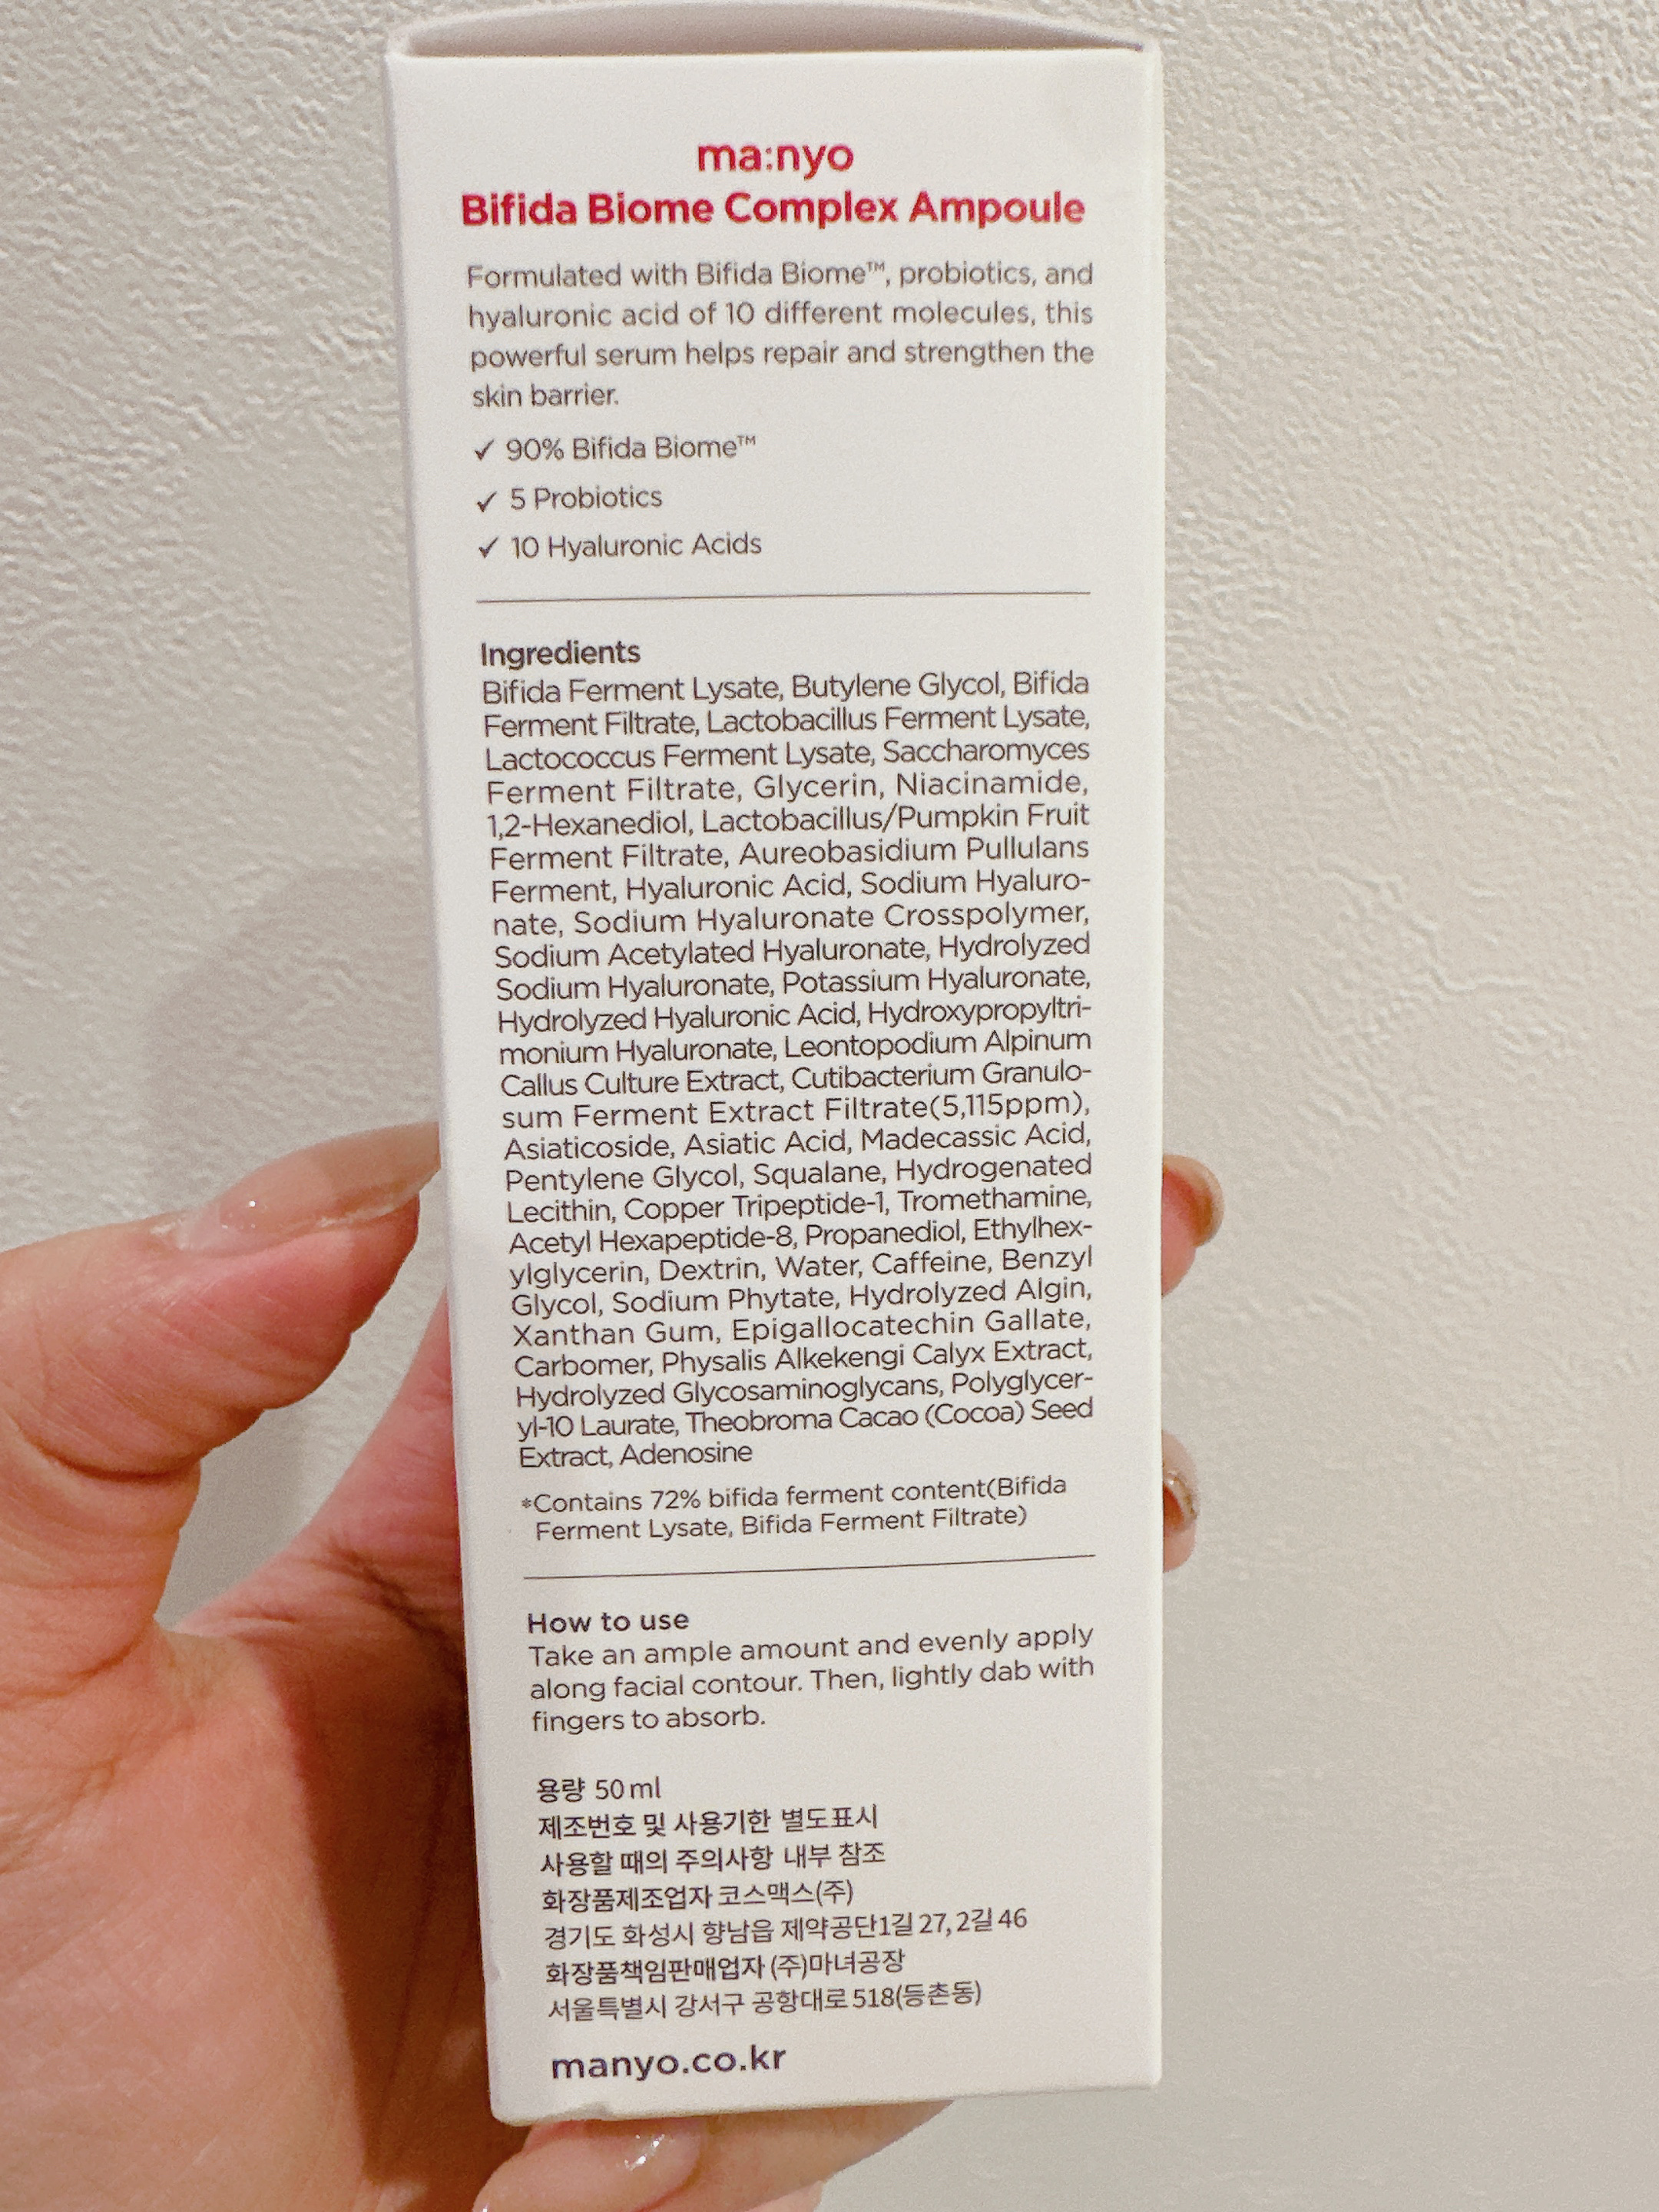 ma:nyo
Bifida Biome Complex Ampoule
Formulated with Bifida Biome™, probiotics, and
hyaluronic acid of 10 different molecules, this
powerful serum helps repair and strengthen the
skin barrier.
✓ 90% Bifida Biome™
✓ 5 Probiotics
✓ 10 Hyaluronic Acids
Ingredients
Bifida Ferment Lysate, Butylene Glycol, Bifida
Ferment Filtrate, Lactobacillus Ferment Lysate,
Lactococcus Ferment Lysate, Saccharomyces
Ferment Filtrate, Glycerin, Niacinamide,
1,2-Hexanediol, Lactobacillus/Pumpkin Fruit
Ferment Filtrate, Aureobasidium Pullulans
Ferment, Hyaluronic Acid, Sodium Hyaluro-
nate, Sodium Hyaluronate Crosspolymer,
Sodium Acetylated Hyaluronate, Hydrolyzed
Sodium Hyaluronate, Potassium Hyaluronate,
Hydrolyzed Hyaluronic Acid, Hydroxypropyltri-
monium Hyaluronate, Leontopodium Alpinum
Callus Culture Extract, Cutibacterium Granulo-
sum Ferment Extract Filtrate(5,115ppm),
Asiaticoside, Asiatic Acid, Madecassic Acid,
Pentylene Glycol, Squalane, Hydrogenated
Lecithin, Copper Tripeptide-1, Tromethamine,
Acetyl Hexapeptide-8, Propanediol, Ethylhex-
ylglycerin, Dextrin, Water, Caffeine, Benzyl
Glycol, Sodium Phytate, Hydrolyzed Algin,
Xanthan Gum, Epigallocatechin Gallate,
Carbomer, Physalis Alkekengi Calyx Extract,
Hydrolyzed Glycosaminoglycans, Polyglycer-
yl-10 Laurate, Theobroma Cacao (Cocoa) Seed
Extract, Adenosine
*Contains 72% bifida ferment content(Bifida
Ferment Lysate, Bifida Ferment Filtrate)
How to use
Take an ample amount and evenly apply
along facial contour. Then, lightly dab with
fingers to absorb.
용량 50 ml
제조번호 및 사용기한 별도표시
사용할 때의 주의사항 내부 참조
화장품제조업자 코스맥스(주)
경기도 화성시 향남읍 제약공단1길 27, 2길 46
화장품책임판매업자 (주)마녀공장
서울특별시 강서구 공항대로 518(등촌동)
manyo.co.kr